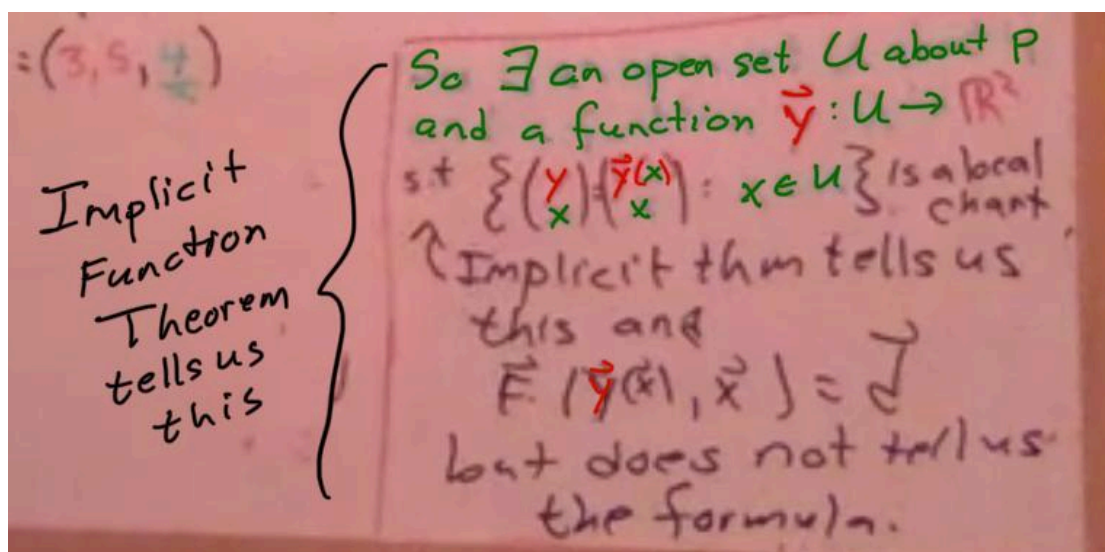 =(3,5,4/2)
Implicit
Function
Theorem
tells us
this
So ∃ an open set U about P
and a function y⃗ : U → ℝ²
s.t {(y x)=(y⃗(x) x) : x ∈ U} is a local
chart
Implicit thm tells us
this and
F⃗ (y⃗(x⃗), x⃗) = d⃗
but does not tell us
the formula.